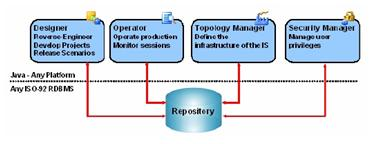 Designer
Reverse-Engineer
Develop Projects
Release Scenarios
Operator
Operate production
Monitor sessions
Topology Manager
Define the
infrastructure of the IS
Security Manager
Manage user
privileges
Java - Any Platform
Any ISO-92 RDBMS
Repository